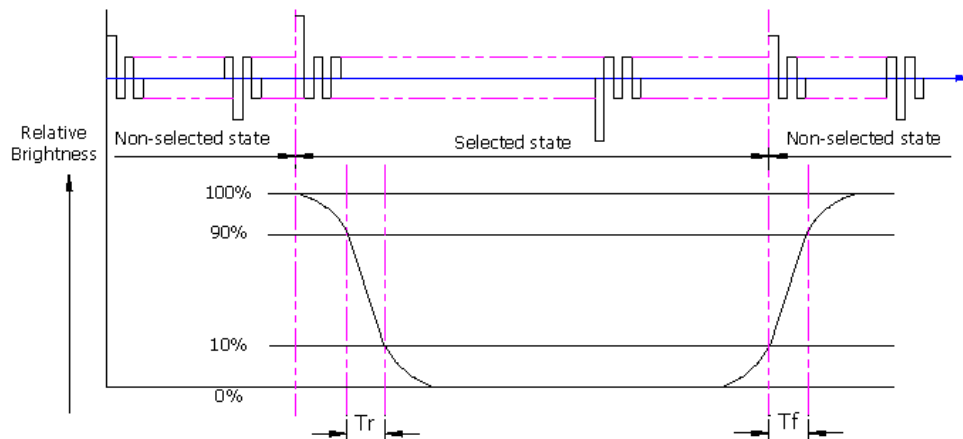 Non-selected state
Selected state
Non-selected state
Relative
Brightness
100%
90%
10%
0%
Tr
Tf